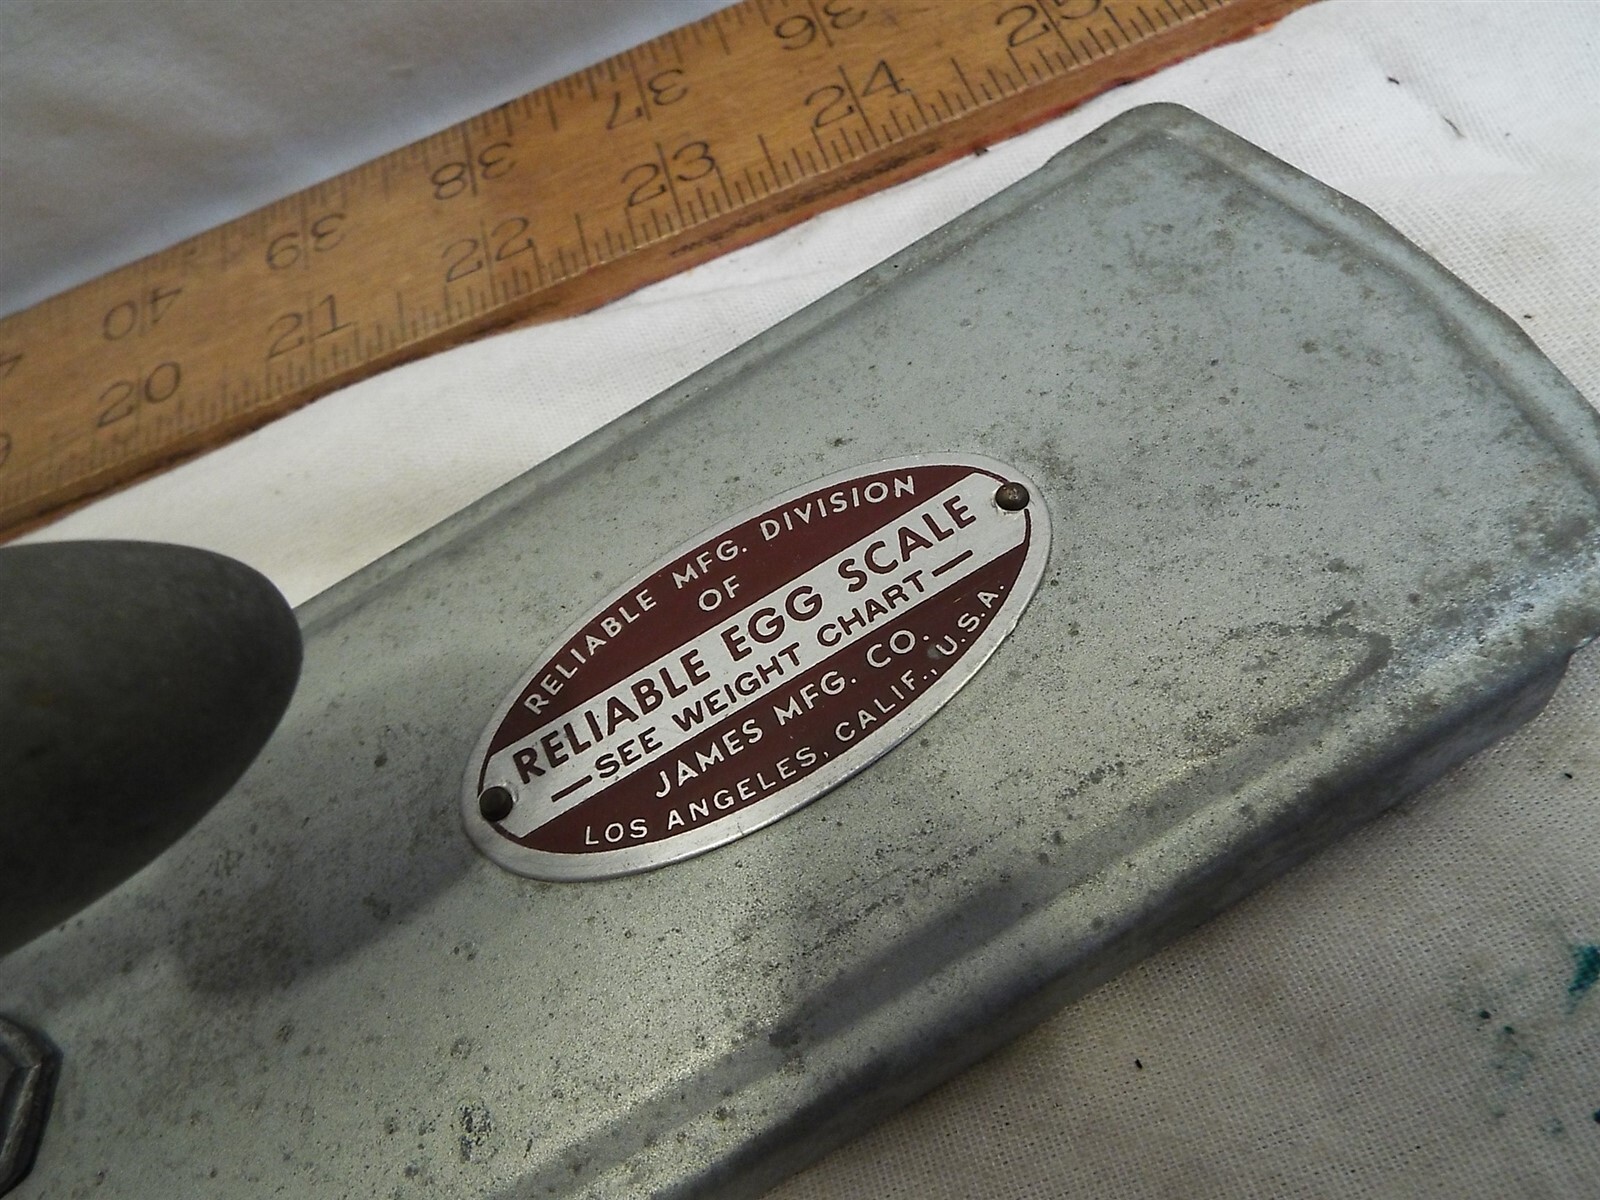 36 25
37 24
38 23
39 22
40 21
20
RELIABLE MFG. DIVISION
OF
RELIABLE EGG SCALE
—SEE WEIGHT CHART—
JAMES MFG. CO.
LOS ANGELES, CALIF., U.S.A.